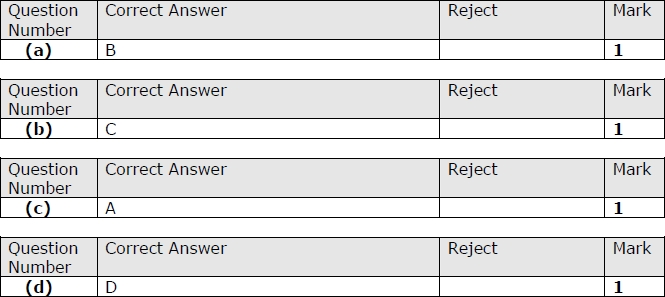 Question Number Correct Answer Reject Mark
(a) B 1
Question Number Correct Answer Reject Mark
(b) C 1
Question Number Correct Answer Reject Mark
(c) A 1
Question Number Correct Answer Reject Mark
(d) D 1